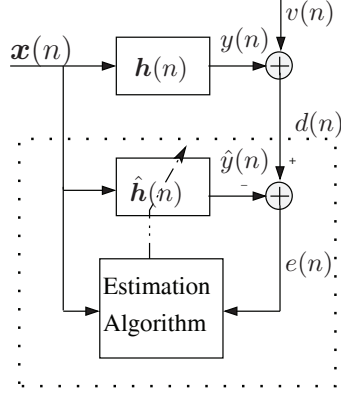 v(n)
x(n)
h(n)
y(n)
+
d(n)
ĥ(n)
ŷ(n)
+
-
+
e(n)
Estimation
Algorithm